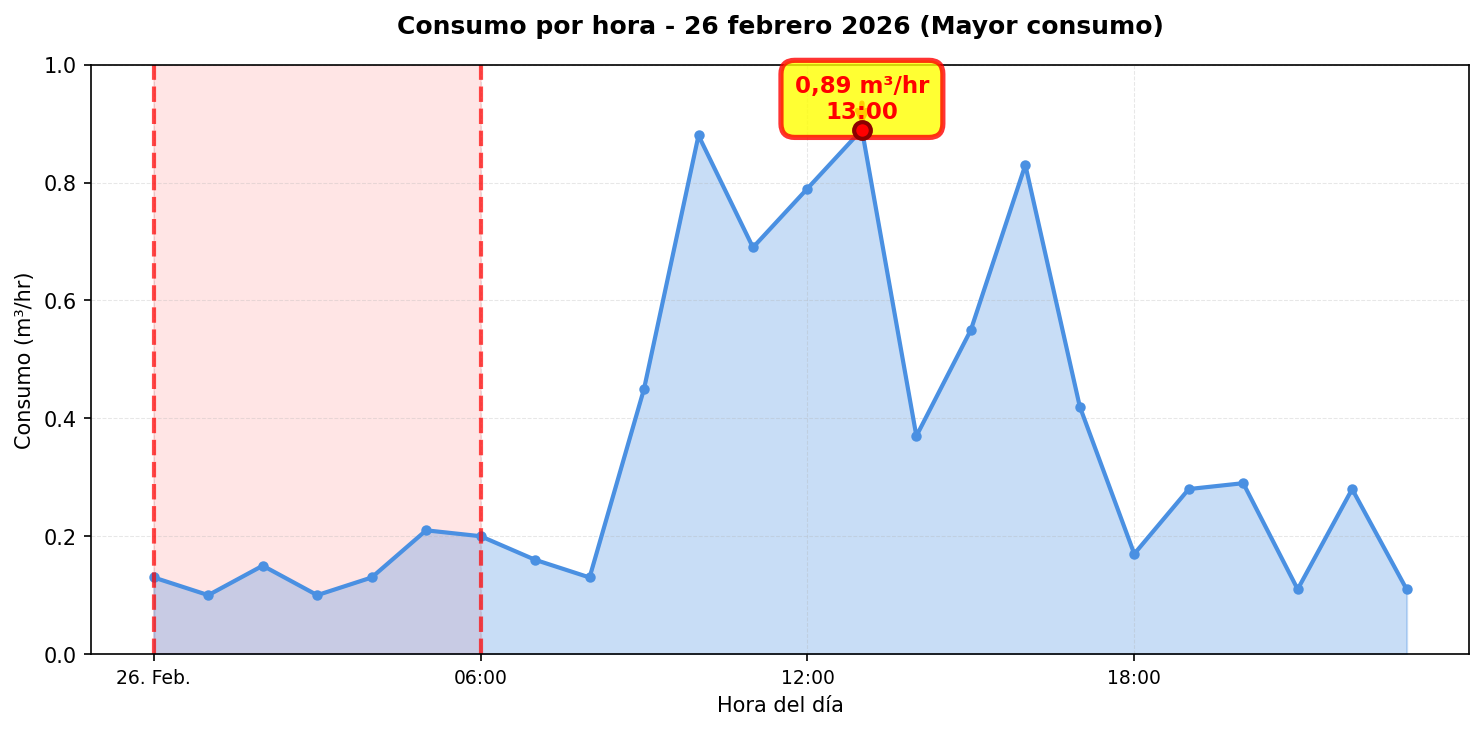 Consumo por hora - 26 febrero 2026 (Mayor consumo)
0,89 m³/hr
13:00
Consumo (m³/hr)
1.0
0.8
0.6
0.4
0.2
0.0
26. Feb.
06:00
12:00
18:00
Hora del día